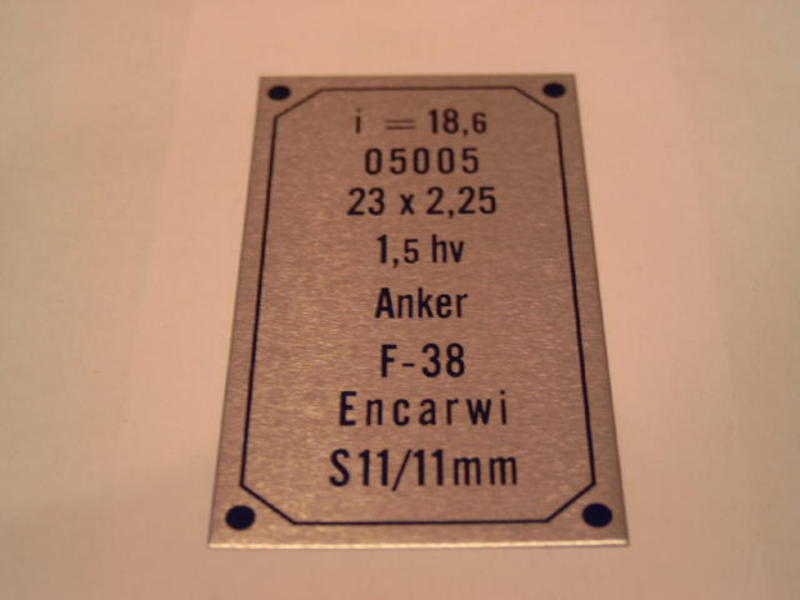 i = 18,6
05005
23 x 2,25
1,5 hv
Anker
F-38
Encarwi
S11/11mm